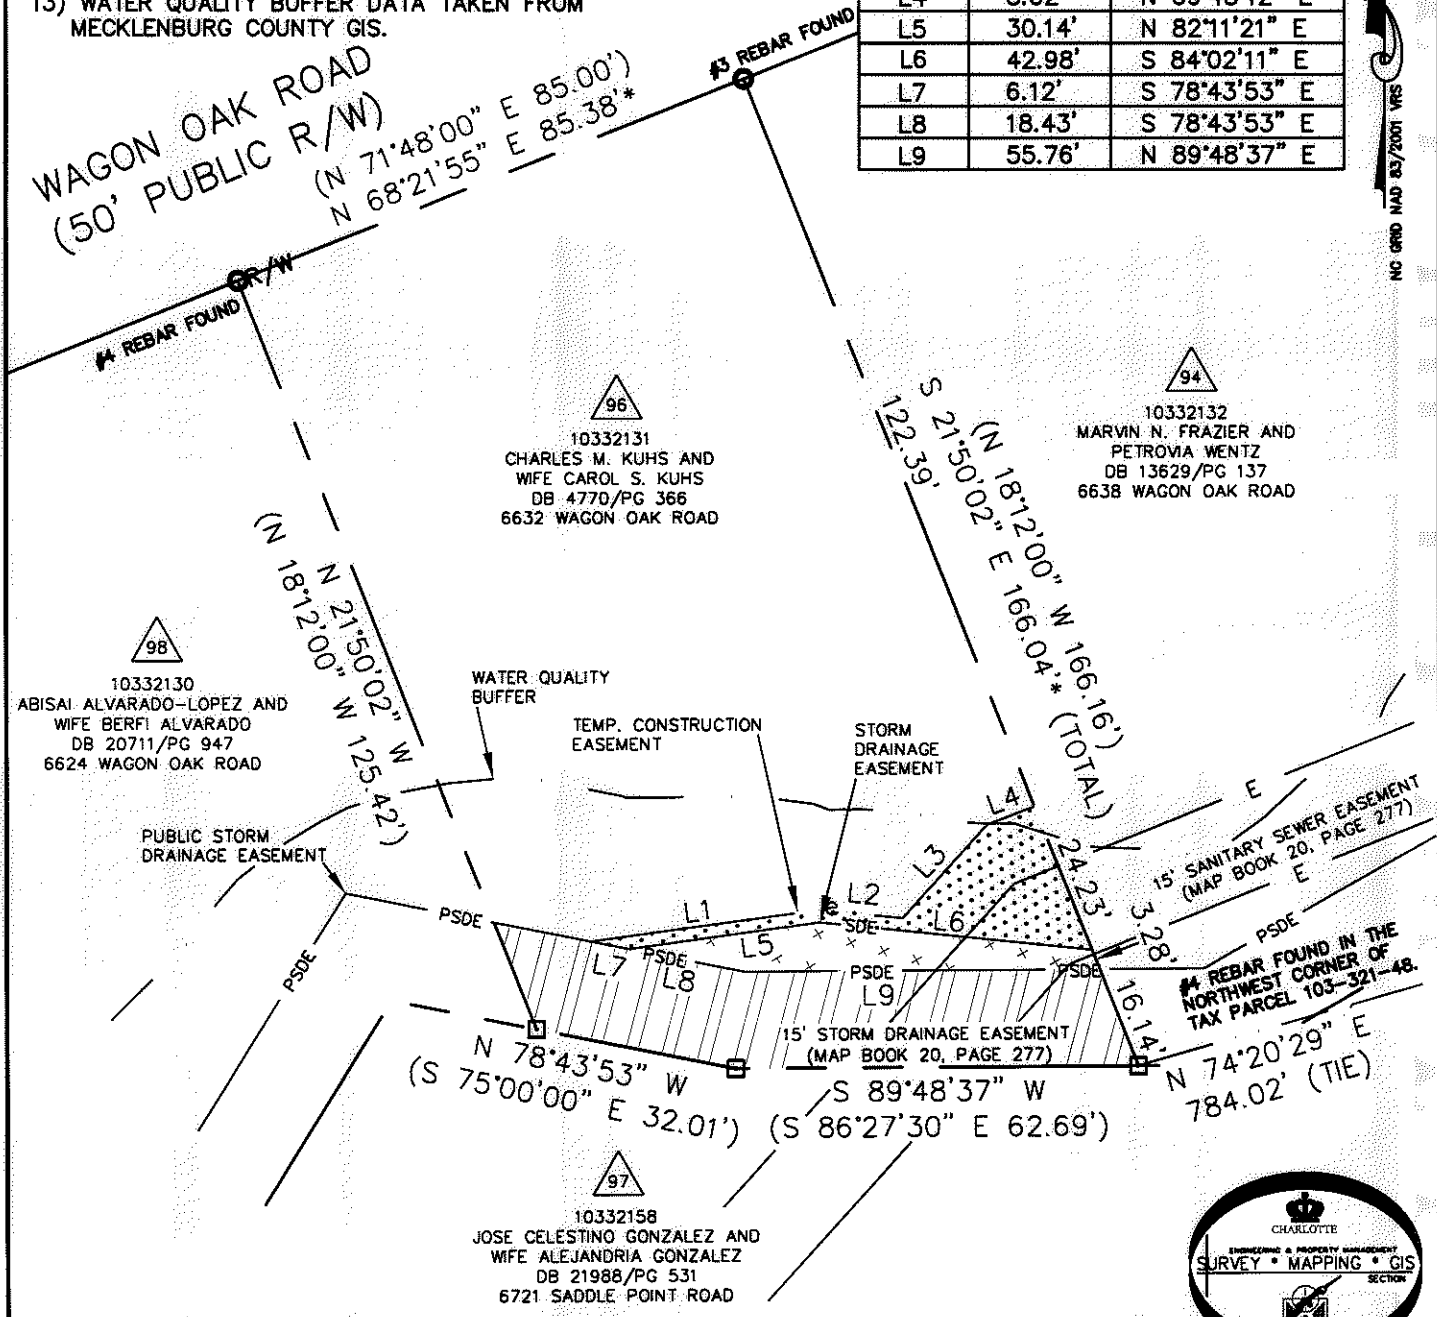 13) WATER QUALITY BUFFER DATA TAKEN FROM
MECKLENBURG COUNTY GIS.
L5 30.14' N 82°11'21" E
L6 42.98' S 84°02'11" E
L7 6.12' S 78°43'53" E
L8 18.43' S 78°43'53" E
L9 55.76' N 89°48'37" E
NC GRID NAD 83/2001 VRS
WAGON OAK ROAD
(50' PUBLIC R/W)
(N 71°48'00" E 85.00')
N 68°21'55" E 85.38'*
#3 REBAR FOUND
R/W
#4 REBAR FOUND
96
10332131
CHARLES M. KUHS AND
WIFE CAROL S. KUHS
DB 4770/PG 366
6632 WAGON OAK ROAD
94
10332132
MARVIN N. FRAZIER AND
PETROVIA WENTZ
DB 13629/PG 137
6638 WAGON OAK ROAD
(N 18°12'00" W 166.16')
S 21°50'02" E 166.04'* (TOTAL)
122.39'
N 21°50'02" W
(N 18°12'00" W 125.42')
98
10332130
ABISAI ALVARADO-LOPEZ AND
WIFE BERFI ALVARADO
DB 20711/PG 947
6624 WAGON OAK ROAD
WATER QUALITY
BUFFER
TEMP. CONSTRUCTION
EASEMENT
STORM
DRAINAGE
EASEMENT
PUBLIC STORM
DRAINAGE EASEMENT
L4
L3
L1
L2
L5
L6
L7
L8
L9
PSDE
PSDE
PSDE
PSDE
PSDE
PSDE
SDE
E
E
24.23'
3.28'
16.14'
15' SANITARY SEWER EASEMENT
(MAP BOOK 20, PAGE 277)
#4 REBAR FOUND IN THE
NORTHWEST CORNER OF
TAX PARCEL 103-321-48.
15' STORM DRAINAGE EASEMENT
(MAP BOOK 20, PAGE 277)
N 78°43'53" W
(S 75°00'00" E 32.01')
S 89°48'37" W
(S 86°27'30" E 62.69')
N 74°20'29" E
784.02' (TIE)
97
10332158
JOSE CELESTINO GONZALEZ AND
WIFE ALEJANDRIA GONZALEZ
DB 21988/PG 531
6721 SADDLE POINT ROAD
CHARLOTTE
ENGINEERING & PROPERTY MANAGEMENT
SURVEY * MAPPING * GIS
SECTION